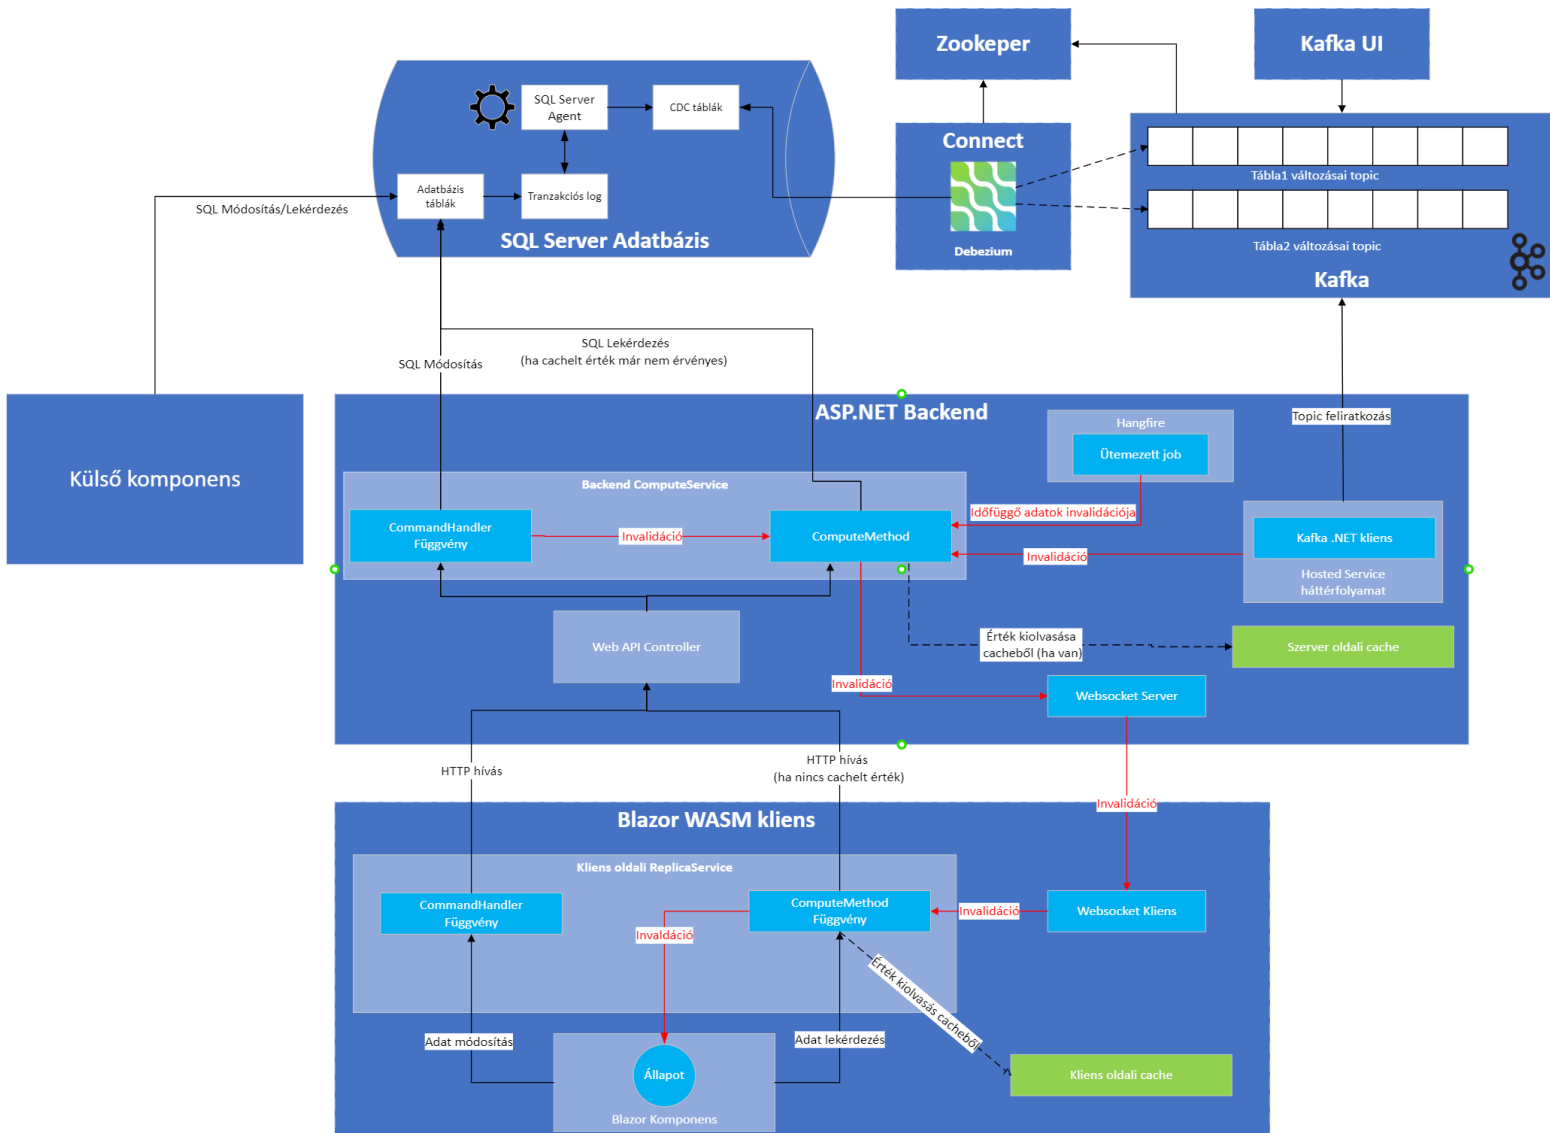 Zookeper
Kafka UI
SQL Server
Agent
CDC táblák
Connect
Tábla1 változásai topic
Adatbázis
táblák
Tranzakciós log
SQL Módosítás/Lekérdezés
SQL Server Adatbázis
Debezium
Tábla2 változásai topic
Kafka
SQL Lekérdezés
(ha cachelt érték már nem érvényes)
SQL Módosítás
ASP.NET Backend
Topic feliratkozás
Hangfire
Ütemezett job
Külső komponens
Backend ComputeService
Időfüggő adatok invalidációja
CommandHandler
Függvény
Invalidáció
ComputeMethod
Invalidáció
Kafka .NET kliens
Hosted Service
háttérfolyamat
Web API Controller
Érték kiolvasása
cacheből (ha van)
Szerver oldali cache
Invalidáció
Websocket Server
HTTP hívás
HTTP hívás
(ha nincs cachelt érték)
Invalidáció
Blazor WASM kliens
Kliens oldali ReplicaService
CommandHandler
Függvény
ComputeMethod
Függvény
Invalidáció
Websocket Kliens
Invaldáció
Érték kiolvasás cacheből
Adat módosítás
Adat lekérdezés
Állapot
Kliens oldali cache
Blazor Komponens